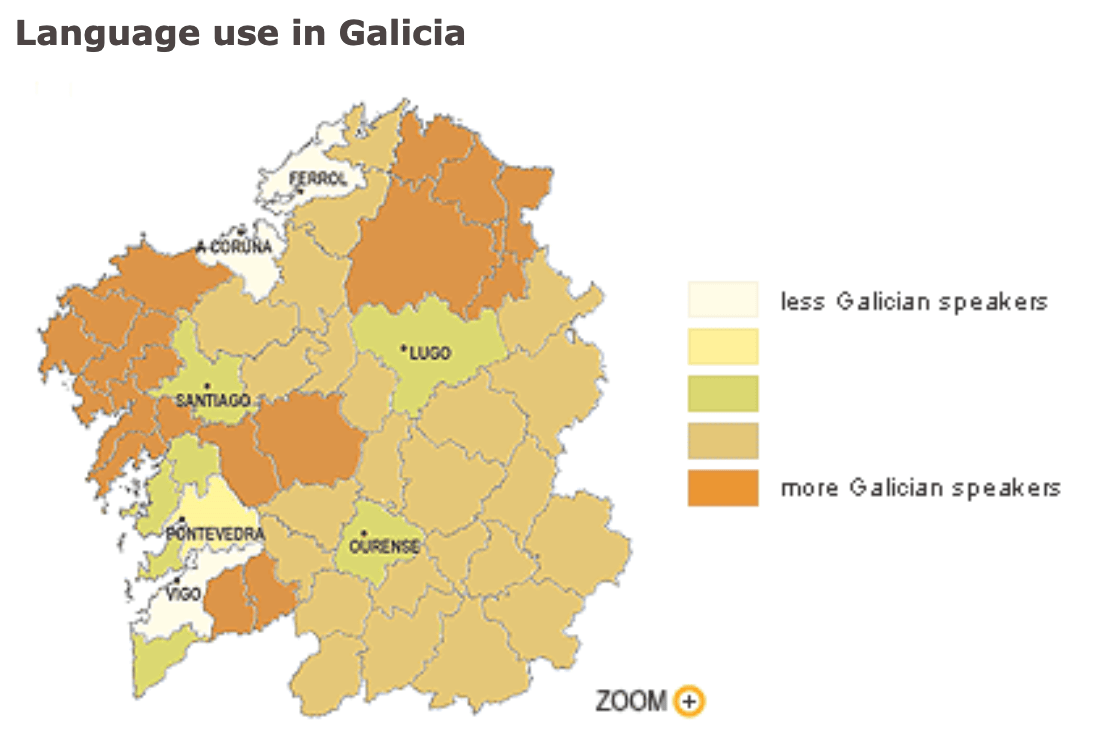 Language use in Galicia
FERROL
A CORUÑA
less Galician speakers
LUGO
SANTIAGO
more Galician speakers
PONTEVEDRA
OURENSE
VIGO
ZOOM